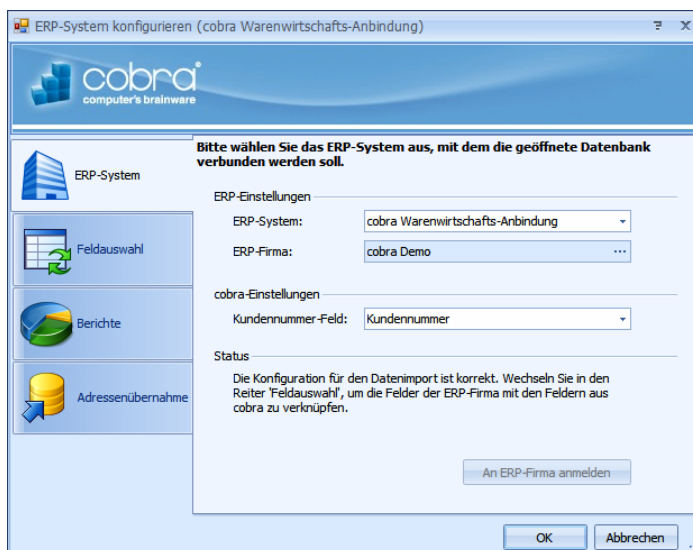 ERP-System konfigurieren (cobra Warenwirtschafts-Anbindung)
cobra®
computer's brainware
ERP-System
Feldauswahl
Berichte
Adressenübernahme
Bitte wählen Sie das ERP-System aus, mit dem die geöffnete Datenbank
verbunden werden soll.
ERP-Einstellungen
ERP-System: cobra Warenwirtschafts-Anbindung
ERP-Firma: cobra Demo ...
cobra-Einstellungen
Kundennummer-Feld: Kundennummer
Status
Die Konfiguration für den Datenimport ist korrekt. Wechseln Sie in den
Reiter 'Feldauswahl', um die Felder der ERP-Firma mit den Feldern aus
cobra zu verknüpfen.
An ERP-Firma anmelden
OK Abbrechen